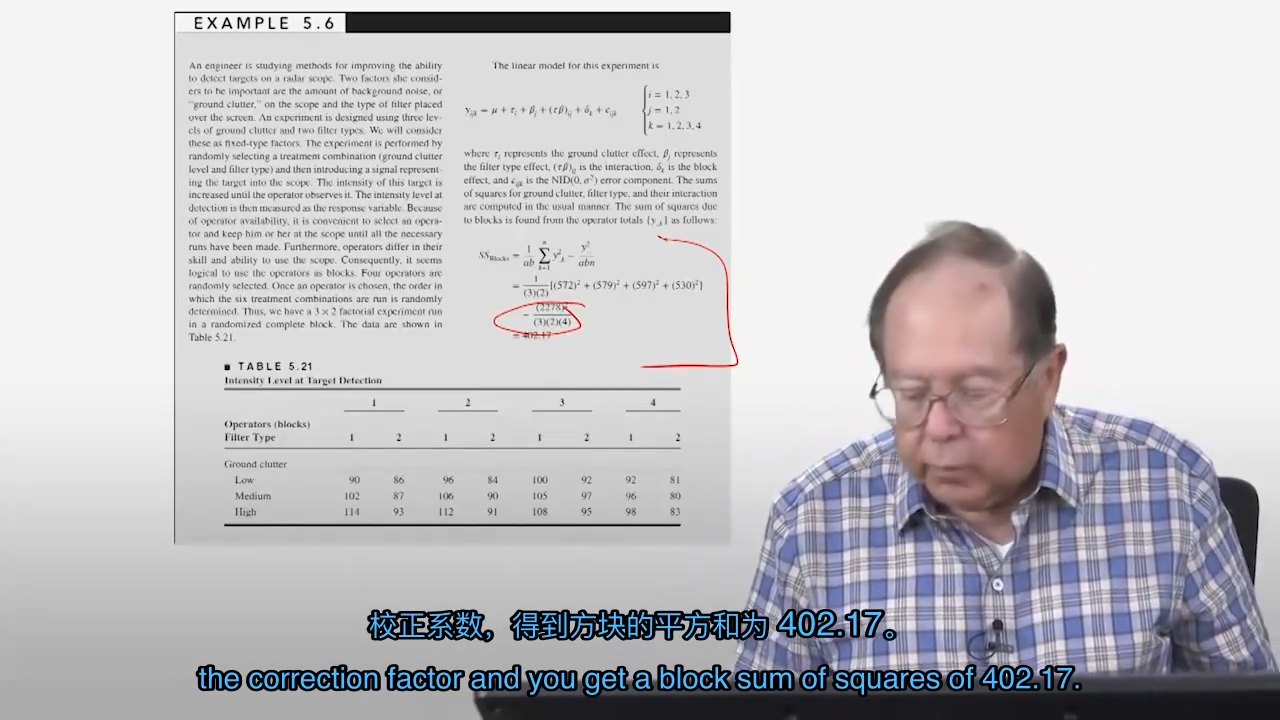 EXAMPLE 5.6
An engineer is studying methods for improving the ability
to detect targets on a radar scope. Two factors she consid-
ers to be important are the amount of background noise, or
"ground clutter," on the scope and the type of filter placed
over the screen. An experiment is designed using three lev-
els of ground clutter and two filter types. We will consider
these as fixed-type factors. The experiment is performed by
randomly selecting a treatment combination (ground clutter
level and filter type) and then introducing a signal represent-
ing the target into the scope. The intensity of this target is
increased until the operator observes it. The intensity level at
detection is then measured as the response variable. Because
of operator availability, it is convenient to select an opera-
tor and keep him or her at the scope until all the necessary
runs have been made. Furthermore, operators differ in their
skill and ability to use the scope. Consequently, it seems
logical to use the operators as blocks. Four operators are
randomly selected. Once an operator is chosen, the order in
which the six treatment combinations are run is randomly
determined. Thus, we have a 3 × 2 factorial experiment run
in a randomized complete block. The data are shown in
Table 5.21.
The linear model for this experiment is
y_ijk = μ + τ_i + β_j + (τβ)_ij + δ_k + ϵ_ijk { i = 1, 2, 3
j = 1, 2
k = 1, 2, 3, 4
where τ_i represents the ground clutter effect, β_j represents
the filter type effect, (τβ)_ij is the interaction, δ_k is the block
effect, and ϵ_ijk is the NID(0, σ²) error component. The sums
of squares for ground clutter, filter type, and their interaction
are computed in the usual manner. The sum of squares due
to blocks is found from the operator totals {y..k} as follows:
SS_Blocks = 1/ab Σ_{k=1}^{n} y²..k − y².../abn
= 1/(3)(2) [(572)² + (579)² + (597)² + (530)²]
− (2278)²/(3)(2)(4)
= 402.17
■ TABLE 5.21
Intensity Level at Target Detection
1 2 3 4
Operators (blocks)
Filter Type 1 2 1 2 1 2 1 2
Ground clutter
Low 90 86 96 84 100 92 92 81
Medium 102 87 106 90 105 97 96 80
High 114 93 112 91 108 95 98 83
校正系数，得到方块的平方和为 402.17。
the correction factor and you get a block sum of squares of 402.17.